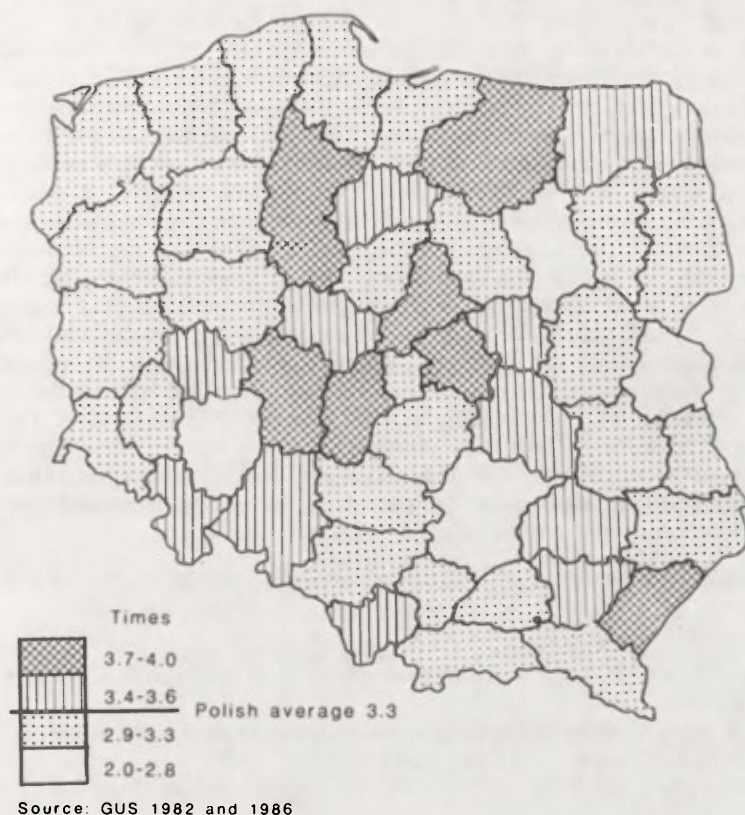 Times
3.7-4.0
3.4-3.6
Polish average 3.3
2.9-3.3
2.0-2.8
Source: GUS 1982 and 1986